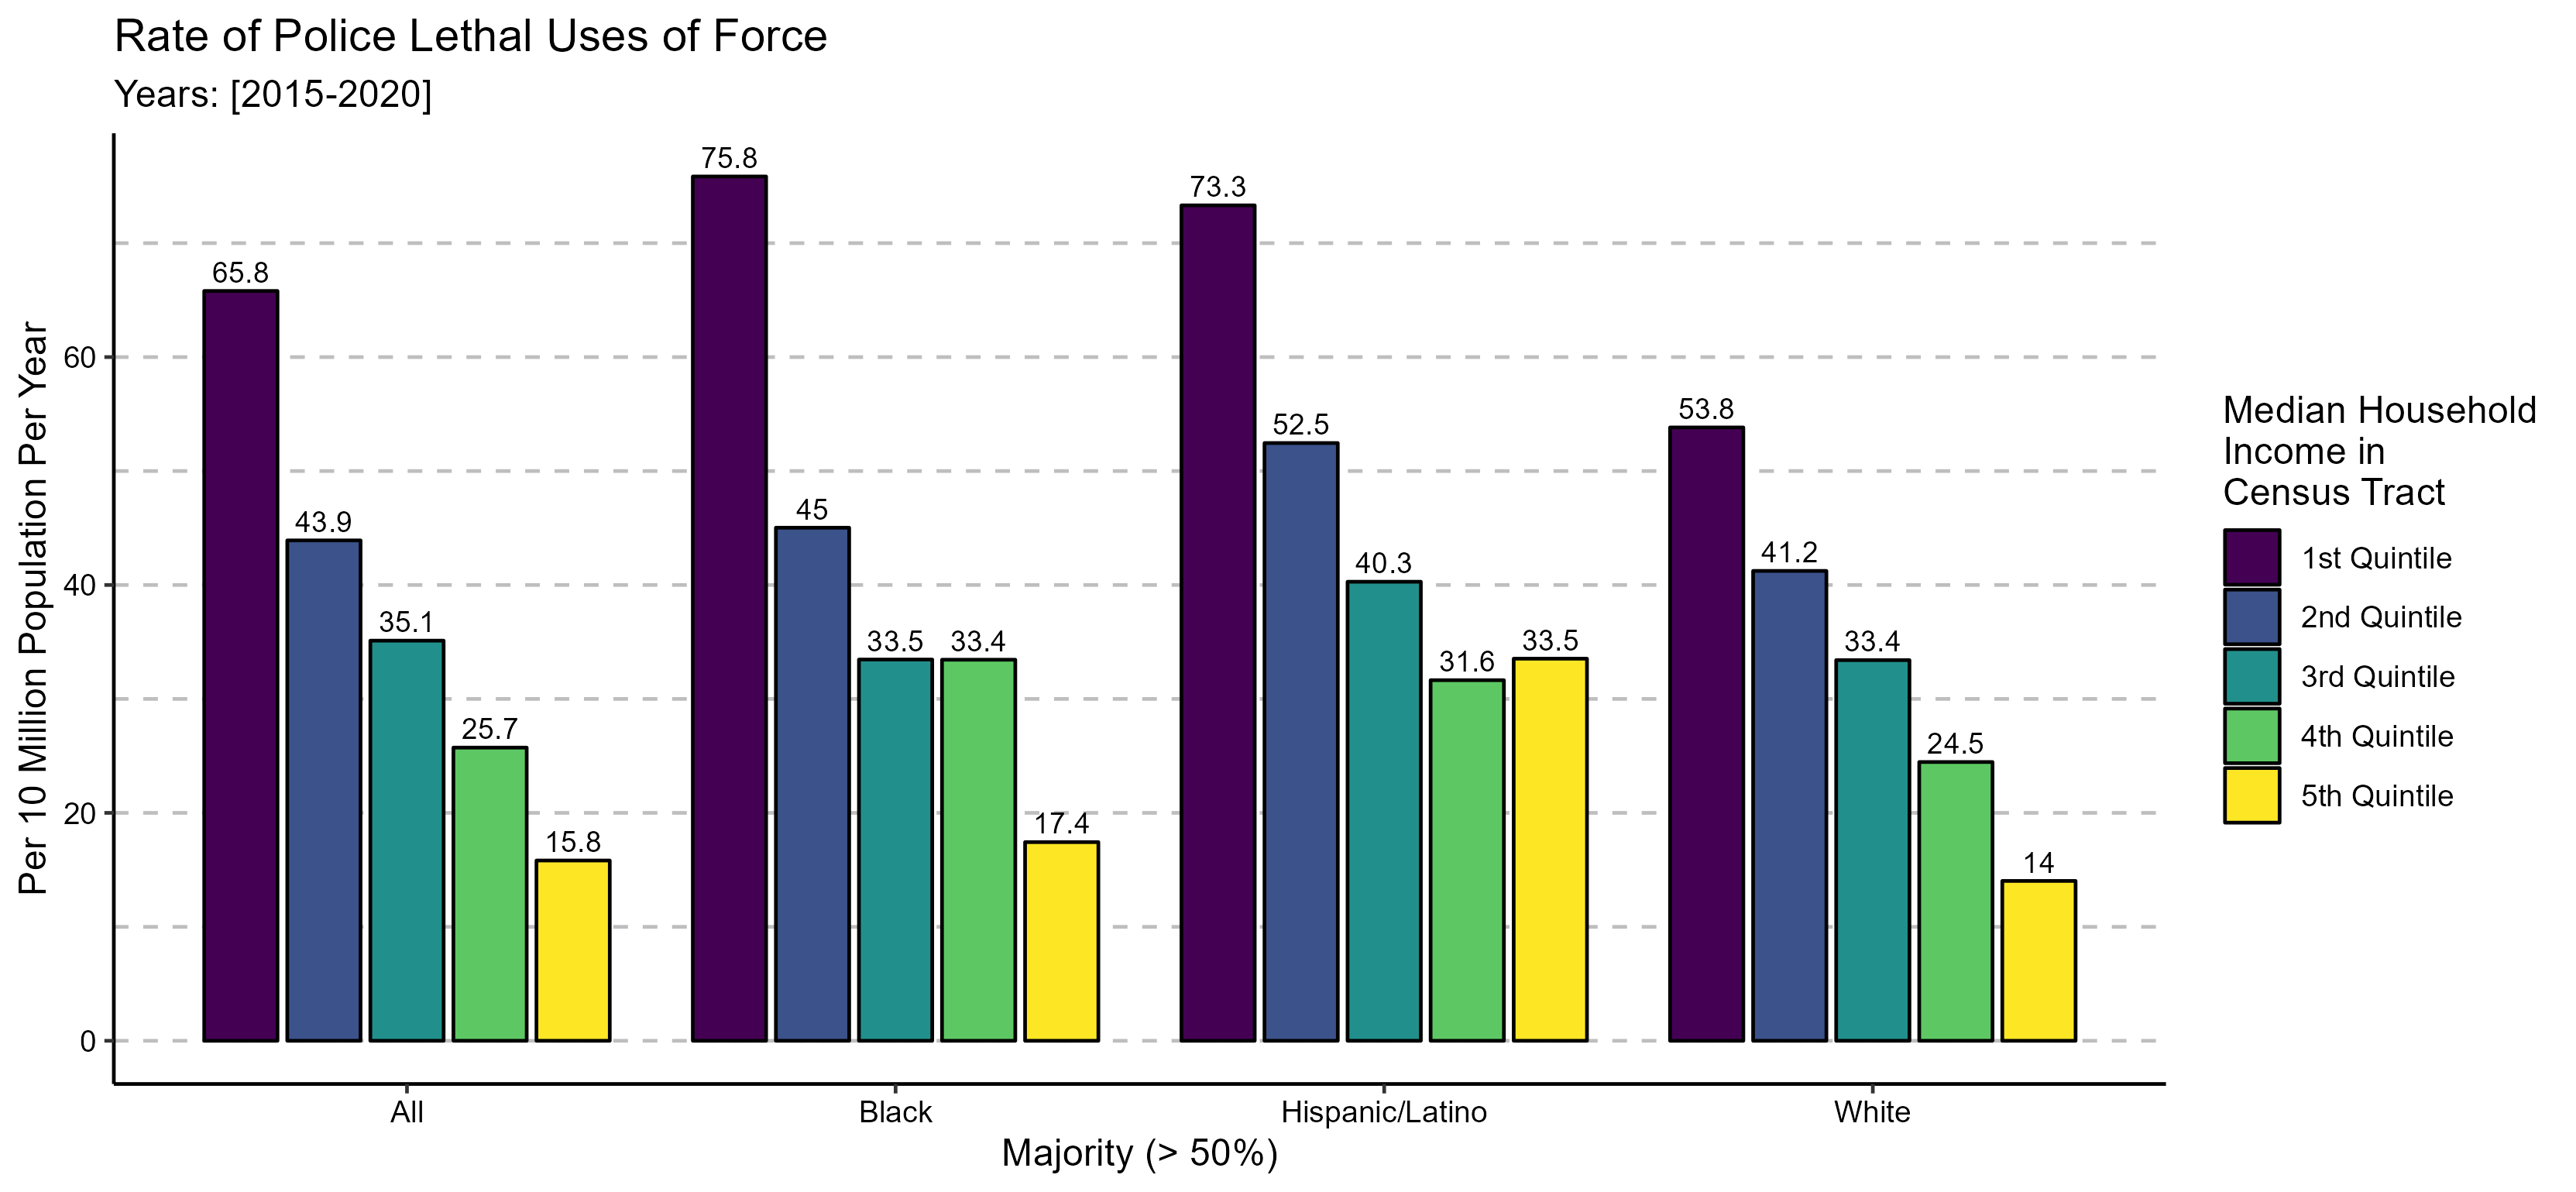 Rate of Police Lethal Uses of Force
Years: [2015-2020]
Per 10 Million Population Per Year
60
40
20
0
65.8
43.9
35.1
25.7
15.8
75.8
45
33.5
33.4
17.4
73.3
52.5
40.3
31.6
33.5
53.8
41.2
33.4
24.5
14
All
Black
Hispanic/Latino
White
Majority (> 50%)
Median Household
Income in
Census Tract
1st Quintile
2nd Quintile
3rd Quintile
4th Quintile
5th Quintile